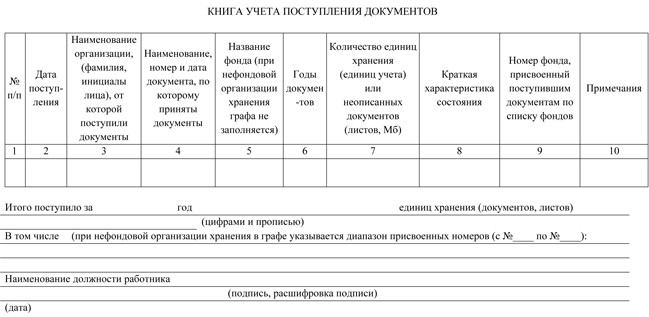 КНИГА УЧЕТА ПОСТУПЛЕНИЯ ДОКУМЕНТОВ
№
п/п
Дата
поступ-
ления
Наименование
организации,
(фамилия,
инициалы
лица), от
которой
поступили
документы
Наименование,
номер и дата
документа, по
которому
приняты
документы
Название
фонда (при
нефондовой
организации
хранения
графа не
заполняется)
Годы
докумен
-тов
Количество единиц
хранения
(единиц учета)
или
неописанных
документов
(листов, Мб)
Краткая
характеристика
состояния
Номер фонда,
присвоенный
поступившим
документам по
списку фондов
Примечания
1 2 3 4 5 6 7 8 9 10
Итого поступило за год единиц хранения (документов, листов)
(цифрами и прописью)
В том числе (при нефондовой организации хранения в графе указывается диапазон присвоенных номеров (с №____ по №____):
Наименование должности работника
(подпись, расшифровка подписи)
(дата)